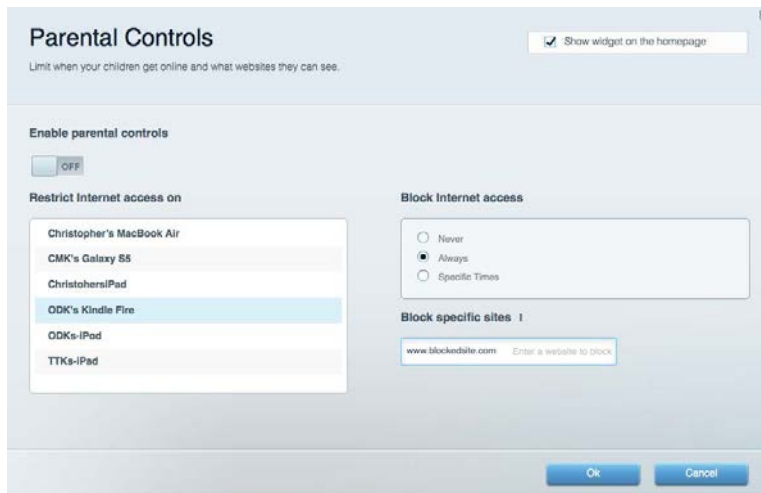 Parental Controls
Show widget on the homepage
Limit when your children get online and what websites they can see.
Enable parental controls
OFF
Restrict Internet access on
Christopher's MacBook Air
CMK's Galaxy S5
ChristohersiPad
ODK's Kindle Fire
ODKs-iPod
TTKs-iPad
Block Internet access
Never
Always
Specific Times
Block specific sites
www.blockedsite.com Enter a website to block
Ok Cancel